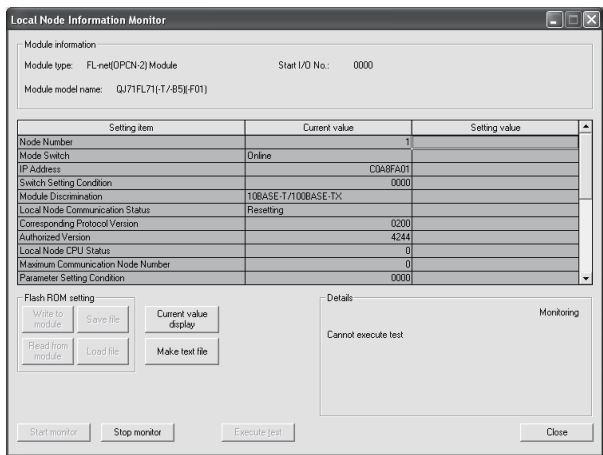 Local Node Information Monitor
Module information
Module type: FL-net(OPCN-2) Module Start I/O No.: 0000
Module model name: QJ71FL71(-T/-B5)(-F01)
Setting item Current value Setting value
Node Number 1
Mode Switch Online
IP Address C0A8FA01
Switch Setting Condition 0000
Module Discrimination 10BASE-T/100BASE-TX
Local Node Communication Status Resetting
Corresponding Protocol Version 0200
Authorized Version 4244
Local Node CPU Status 0
Maximum Communication Node Number 0
Parameter Setting Condition 0000
Flash ROM setting
Write to
module
Save file
Current value
display
Read from
module
Load file
Make text file
Details
Monitoring
Cannot execute test
Start monitor Stop monitor Execute test Close